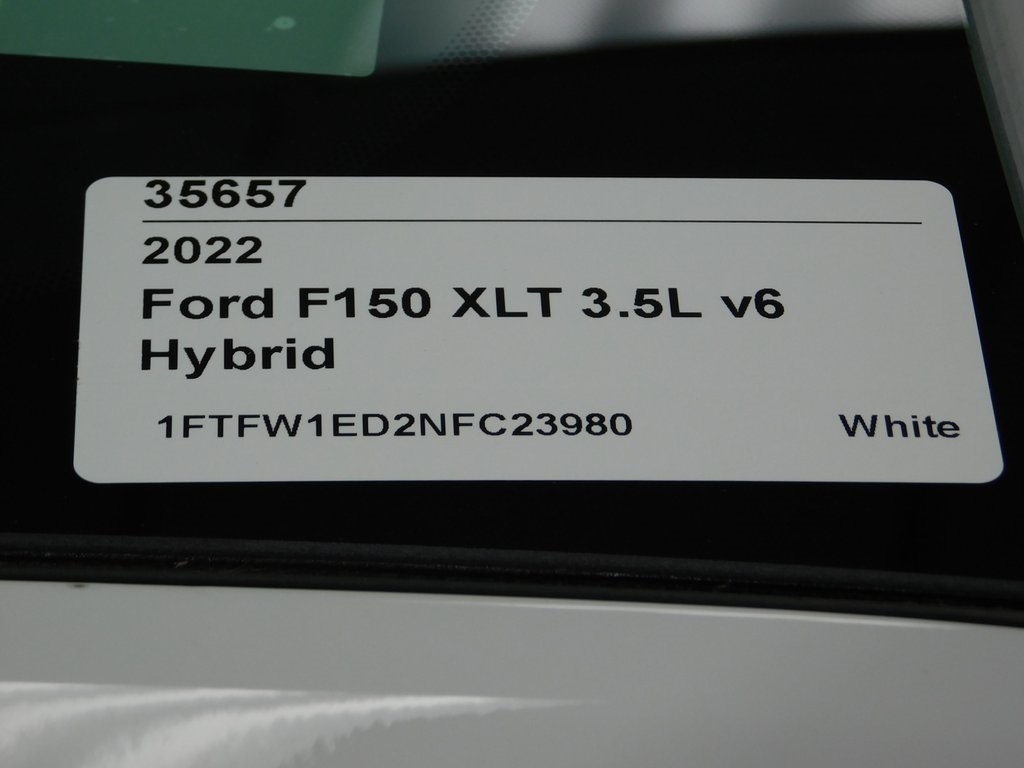 35657
2022
Ford F150 XLT 3.5L v6
Hybrid
1FTFW1ED2NFC23980 White